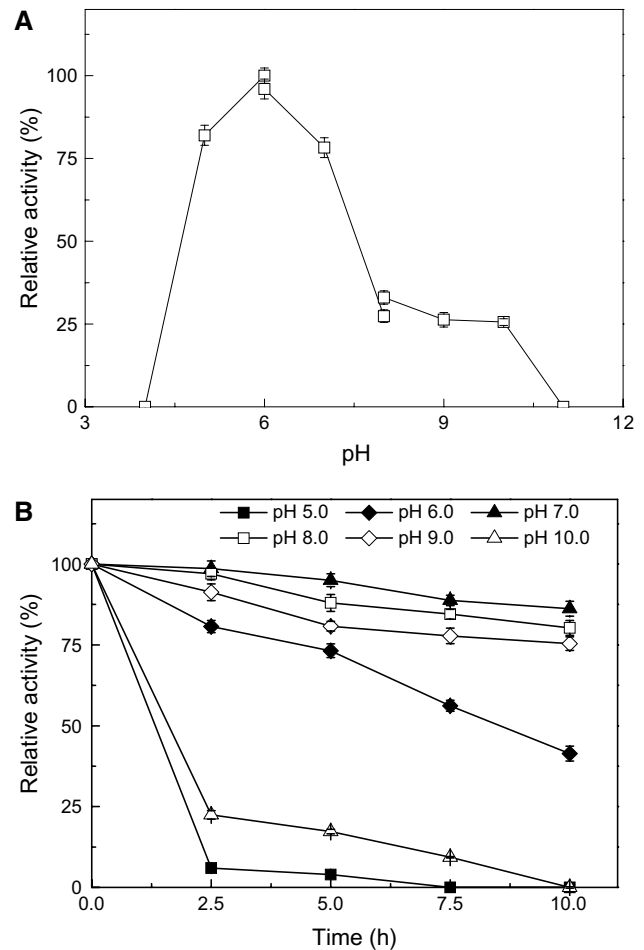 A
Relative activity (%)
100
75
50
25
0
3 6 9 12
pH
B
pH 5.0 pH 6.0 pH 7.0
pH 8.0 pH 9.0 pH 10.0
Relative activity (%)
100
75
50
25
0
0.0 2.5 5.0 7.5 10.0
Time (h)